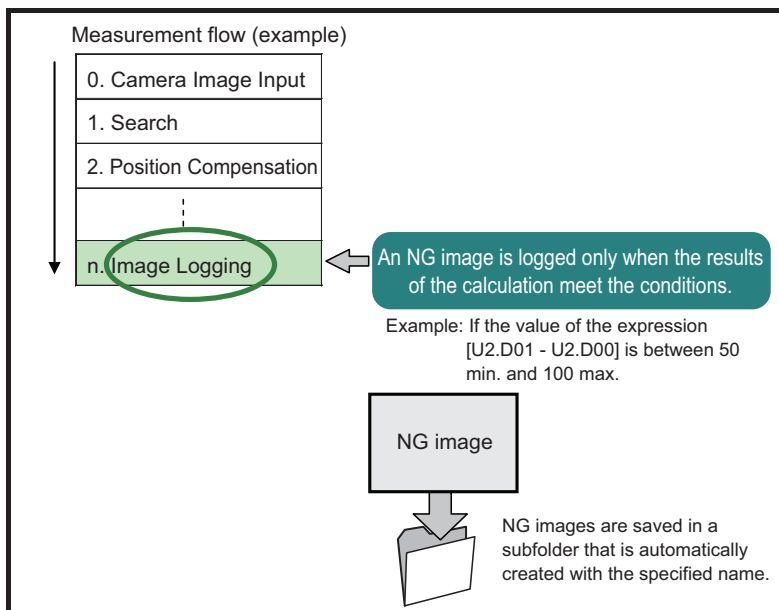 Measurement flow (example)
0. Camera Image Input
1. Search
2. Position Compensation
n. Image Logging
An NG image is logged only when the results
of the calculation meet the conditions.
Example: If the value of the expression
[U2.D01 - U2.D00] is between 50
min. and 100 max.
NG image
NG images are saved in a
subfolder that is automatically
created with the specified name.